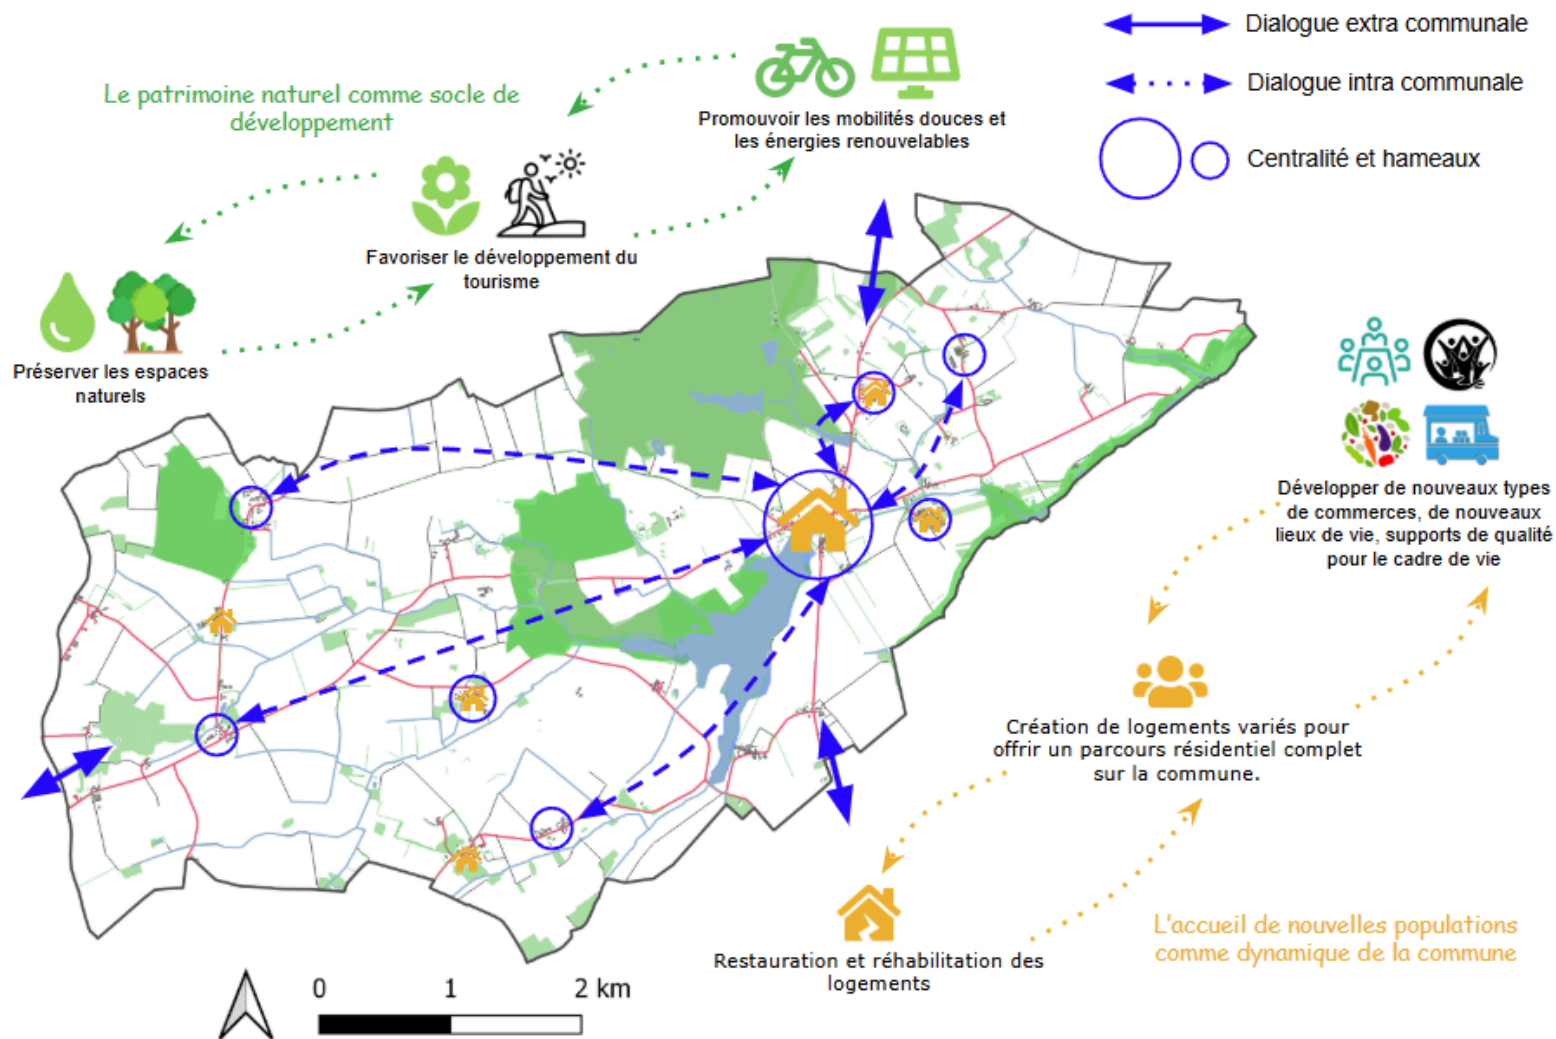 Dialogue extra communale
Dialogue intra communale
Centralité et hameaux
Le patrimoine naturel comme socle de
développement
Promouvoir les mobilités douces et
les énergies renouvelables
Favoriser le développement du
tourisme
Préserver les espaces
naturels
Développer de nouveaux types
de commerces, de nouveaux
lieux de vie, supports de qualité
pour le cadre de vie
Création de logements variés pour
offrir un parcours résidentiel complet
sur la commune.
Restauration et réhabilitation des
logements
L'accueil de nouvelles populations
comme dynamique de la commune
0 1 2 km